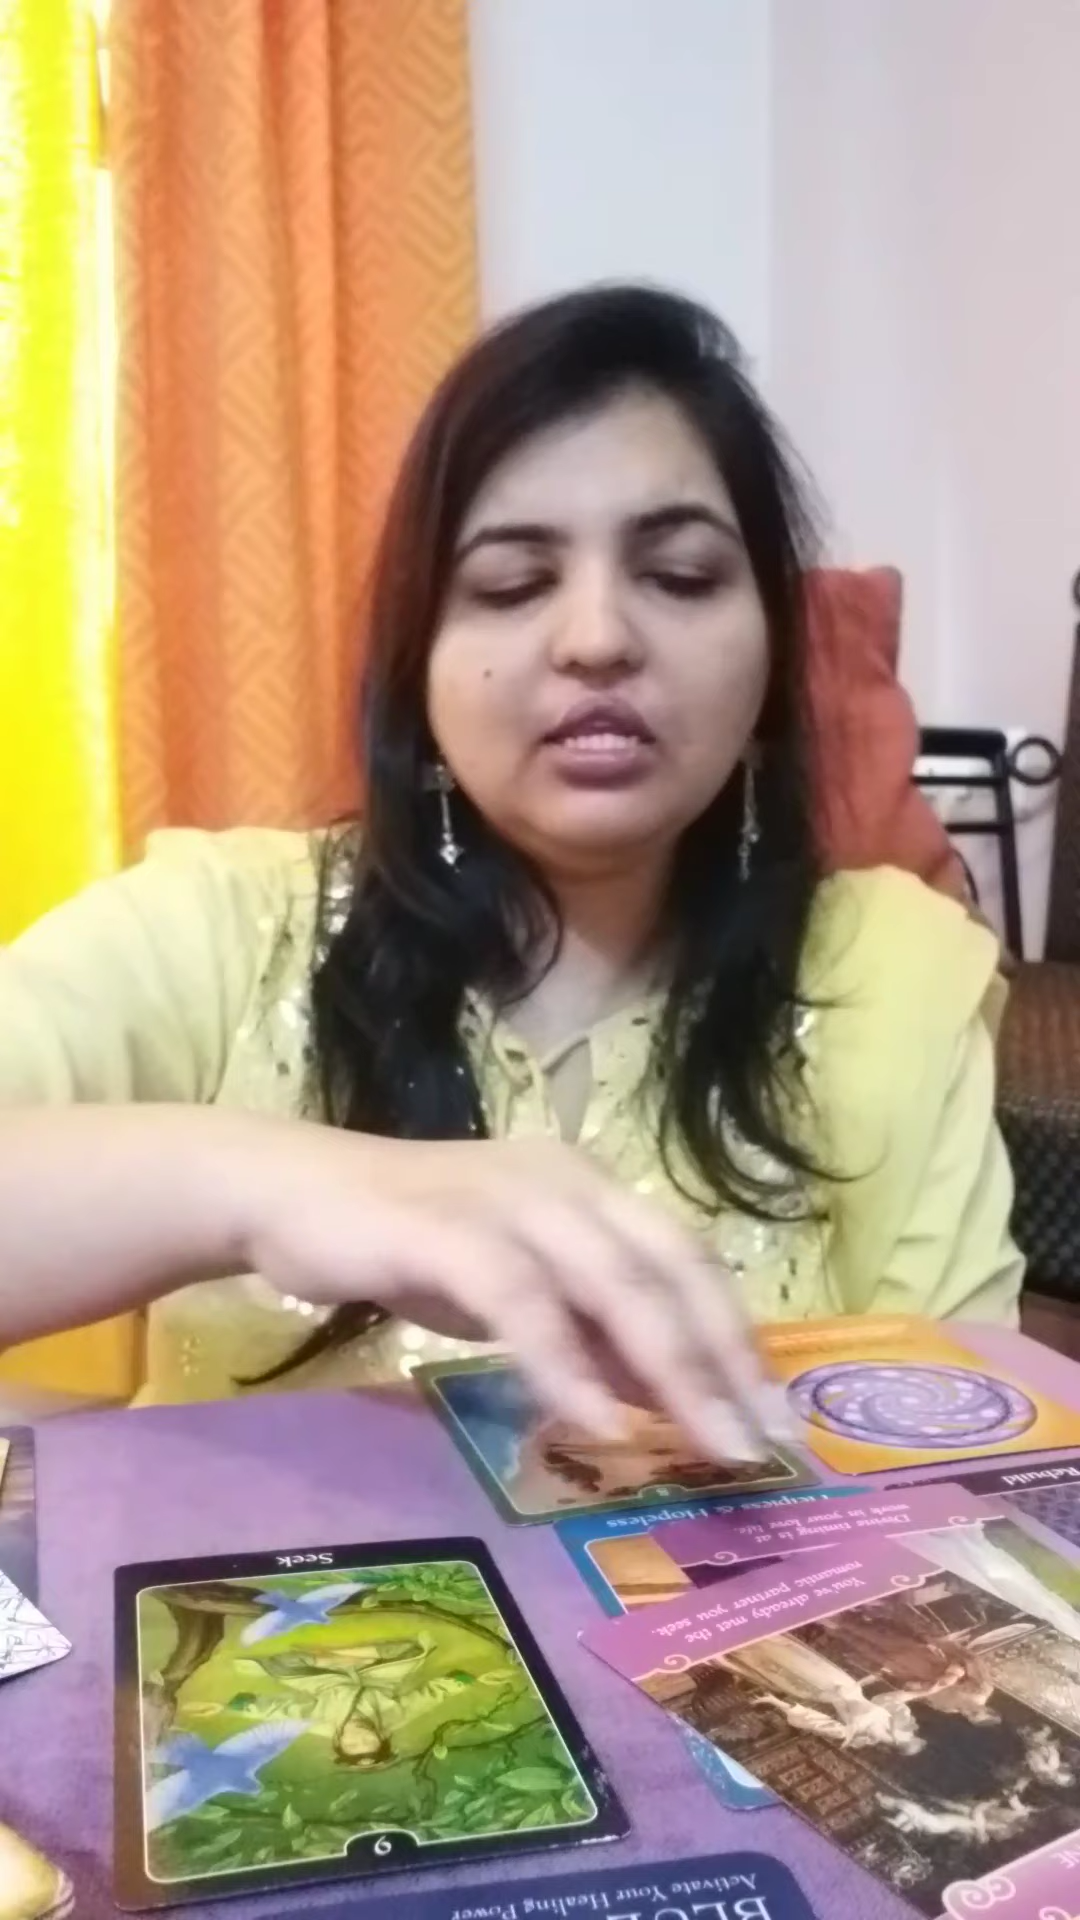 Seek
9
8
Helpless & Hopeless
Rebuild
Divine timing is at
work in your love life.
You've already met the
romantic partner you seek.
Activate Your Healing Power